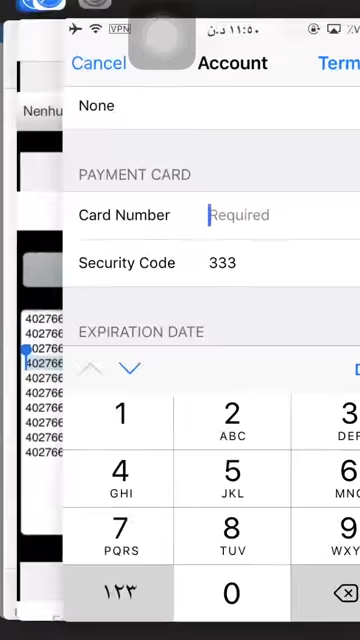 VPN
١١:٥٠ د.ن
Cancel
Account
Term
None
Nenhu
PAYMENT CARD
Card Number
Required
Security Code
333
EXPIRATION DATE
402766
402766
402766
402766
402766
402766
402766
402766
402766
402766
1
2
ABC
3
DEF
4
GHI
5
JKL
6
MNO
7
PQRS
8
TUV
9
WXY
١٢٣
0